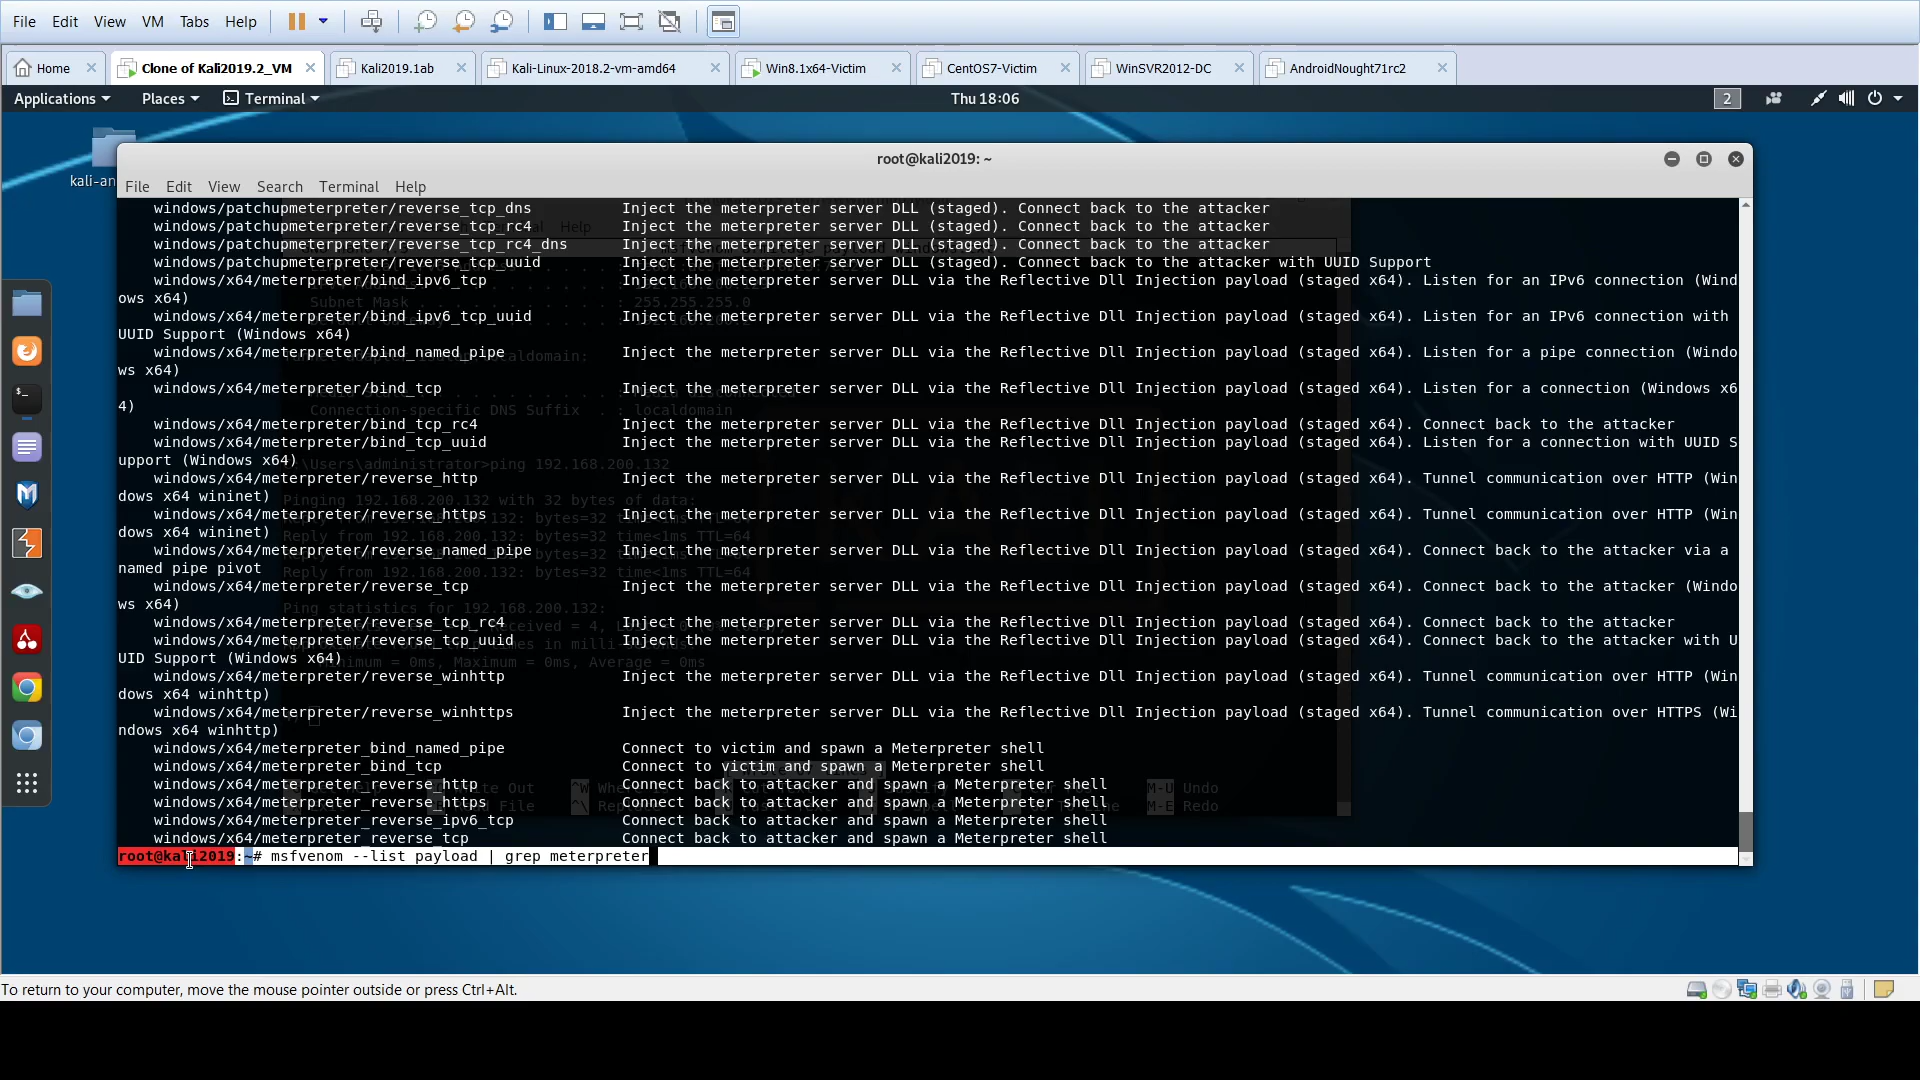 File Edit View VM Tabs Help
Home Clone of Kali2019.2_VM Kali2019.1ab Kali-Linux-2018.2-vm-amd64 Win8.1x64-Victim CentOS7-Victim WinSVR2012-DC AndroidNought71rc2
Applications Places Terminal Thu 18:06 2
kali-an
root@kali2019: ~
File Edit View Search Terminal Help
windows/patchupmeterpreter/reverse_tcp_dns Inject the meterpreter server DLL (staged). Connect back to the attacker
windows/patchupmeterpreter/reverse_tcp_rc4 Inject the meterpreter server DLL (staged). Connect back to the attacker
windows/patchupmeterpreter/reverse_tcp_rc4_dns Inject the meterpreter server DLL (staged). Connect back to the attacker
windows/patchupmeterpreter/reverse_tcp_uuid Inject the meterpreter server DLL (staged). Connect back to the attacker with UUID Support
windows/x64/meterpreter/bind_ipv6_tcp Inject the meterpreter server DLL via the Reflective Dll Injection payload (staged x64). Listen for an IPv6 connection (Wind
ows x64)
windows/x64/meterpreter/bind_ipv6_tcp_uuid Inject the meterpreter server DLL via the Reflective Dll Injection payload (staged x64). Listen for an IPv6 connection with
UUID Support (Windows x64)
windows/x64/meterpreter/bind_named_pipe Inject the meterpreter server DLL via the Reflective Dll Injection payload (staged x64). Listen for a pipe connection (Windo
ws x64)
windows/x64/meterpreter/bind_tcp Inject the meterpreter server DLL via the Reflective Dll Injection payload (staged x64). Listen for a connection (Windows x6
4)
windows/x64/meterpreter/bind_tcp_rc4 Inject the meterpreter server DLL via the Reflective Dll Injection payload (staged x64). Connect back to the attacker
windows/x64/meterpreter/bind_tcp_uuid Inject the meterpreter server DLL via the Reflective Dll Injection payload (staged x64). Listen for a connection with UUID S
upport (Windows x64)
windows/x64/meterpreter/reverse_http Inject the meterpreter server DLL via the Reflective Dll Injection payload (staged x64). Tunnel communication over HTTP (Win
dows x64 wininet)
windows/x64/meterpreter/reverse_https Inject the meterpreter server DLL via the Reflective Dll Injection payload (staged x64). Tunnel communication over HTTP (Win
dows x64 wininet)
windows/x64/meterpreter/reverse_named_pipe Inject the meterpreter server DLL via the Reflective Dll Injection payload (staged x64). Connect back to the attacker via a
named pipe pivot
windows/x64/meterpreter/reverse_tcp Inject the meterpreter server DLL via the Reflective Dll Injection payload (staged x64). Connect back to the attacker (Windo
ws x64)
windows/x64/meterpreter/reverse_tcp_rc4 Inject the meterpreter server DLL via the Reflective Dll Injection payload (staged x64). Connect back to the attacker
windows/x64/meterpreter/reverse_tcp_uuid Inject the meterpreter server DLL via the Reflective Dll Injection payload (staged x64). Connect back to the attacker with U
UID Support (Windows x64)
windows/x64/meterpreter/reverse_winhttp Inject the meterpreter server DLL via the Reflective Dll Injection payload (staged x64). Tunnel communication over HTTP (Win
dows x64 winhttp)
windows/x64/meterpreter/reverse_winhttps Inject the meterpreter server DLL via the Reflective Dll Injection payload (staged x64). Tunnel communication over HTTPS (Wi
ndows x64 winhttp)
windows/x64/meterpreter_bind_named_pipe Connect to victim and spawn a Meterpreter shell
windows/x64/meterpreter_bind_tcp Connect to victim and spawn a Meterpreter shell
windows/x64/meterpreter_reverse_http Connect back to attacker and spawn a Meterpreter shell
windows/x64/meterpreter_reverse_https Connect back to attacker and spawn a Meterpreter shell
windows/x64/meterpreter_reverse_ipv6_tcp Connect back to attacker and spawn a Meterpreter shell
windows/x64/meterpreter_reverse_tcp Connect back to attacker and spawn a Meterpreter shell
root@kali2019:~# msfvenom --list payload | grep meterpreter
To return to your computer, move the mouse pointer outside or press Ctrl+Alt.